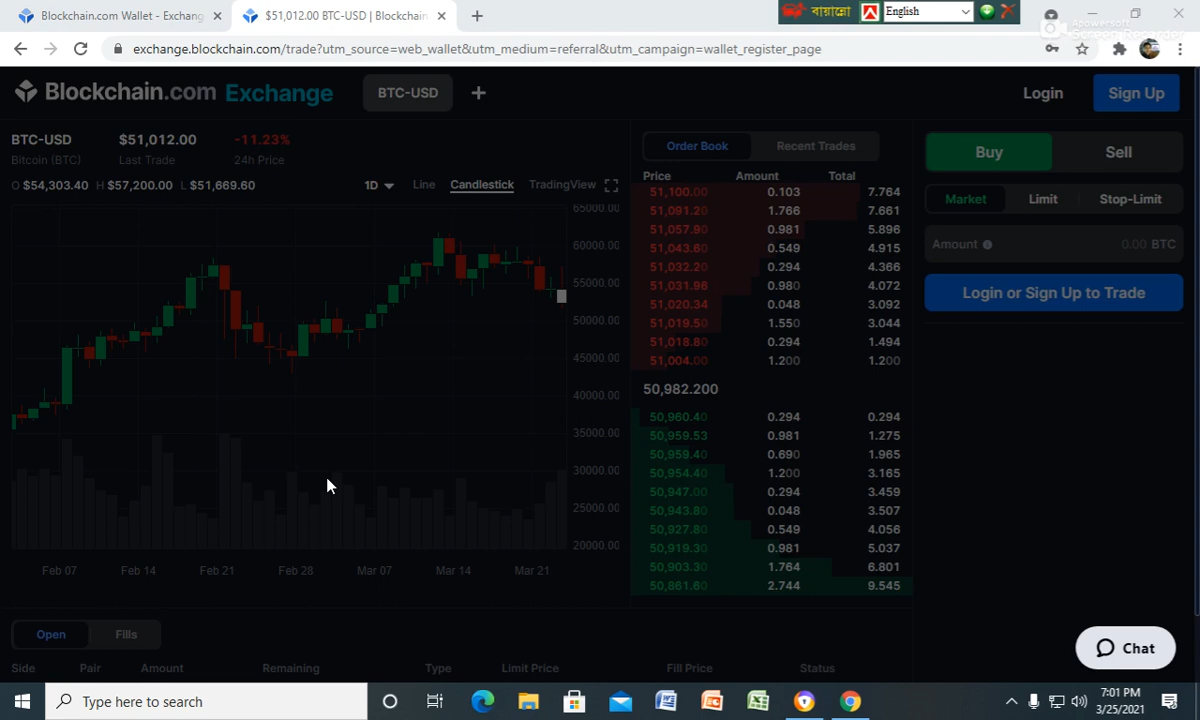 Blockchain.com Wallet - Exchang
$51,012.00 BTC-USD | Blockchain
বায়ান্নো
English
Apowersoft
Screen Recorder
exchange.blockchain.com/trade?utm_source=web_wallet&utm_medium=referral&utm_campaign=wallet_register_page
Blockchain.com Exchange
BTC-USD
Login
Sign Up
BTC-USD $51,012.00 -11.23%
Bitcoin (BTC) Last Trade 24h Price
O $54,303.40 H $57,200.00 L $51,669.60
1D Line Candlestick TradingView
65000.00
60000.00
55000.00
50000.00
45000.00
40000.00
35000.00
30000.00
25000.00
20000.00
Feb 07 Feb 14 Feb 21 Feb 28 Mar 07 Mar 14 Mar 21
Order Book Recent Trades
Price Amount Total
51,100.00 0.103 7.764
51,091.20 1.766 7.661
51,057.90 0.981 5.896
51,043.60 0.549 4.915
51,032.20 0.294 4.366
51,031.96 0.980 4.072
51,020.34 0.048 3.092
51,019.50 1.550 3.044
51,018.80 0.294 1.494
51,004.00 1.200 1.200
50,982.200
50,960.40 0.294 0.294
50,959.53 0.981 1.275
50,959.40 0.690 1.965
50,954.40 1.200 3.165
50,947.00 0.294 3.459
50,943.80 0.048 3.507
50,927.80 0.549 4.056
50,919.30 0.981 5.037
50,903.30 1.764 6.801
50,861.60 2.744 9.545
Buy Sell
Market Limit Stop-Limit
Amount 0.00 BTC
Login or Sign Up to Trade
Open Fills
Side Pair Amount Remaining Type Limit Price Fill Price Status
Chat
Type here to search
7:01 PM
3/25/2021